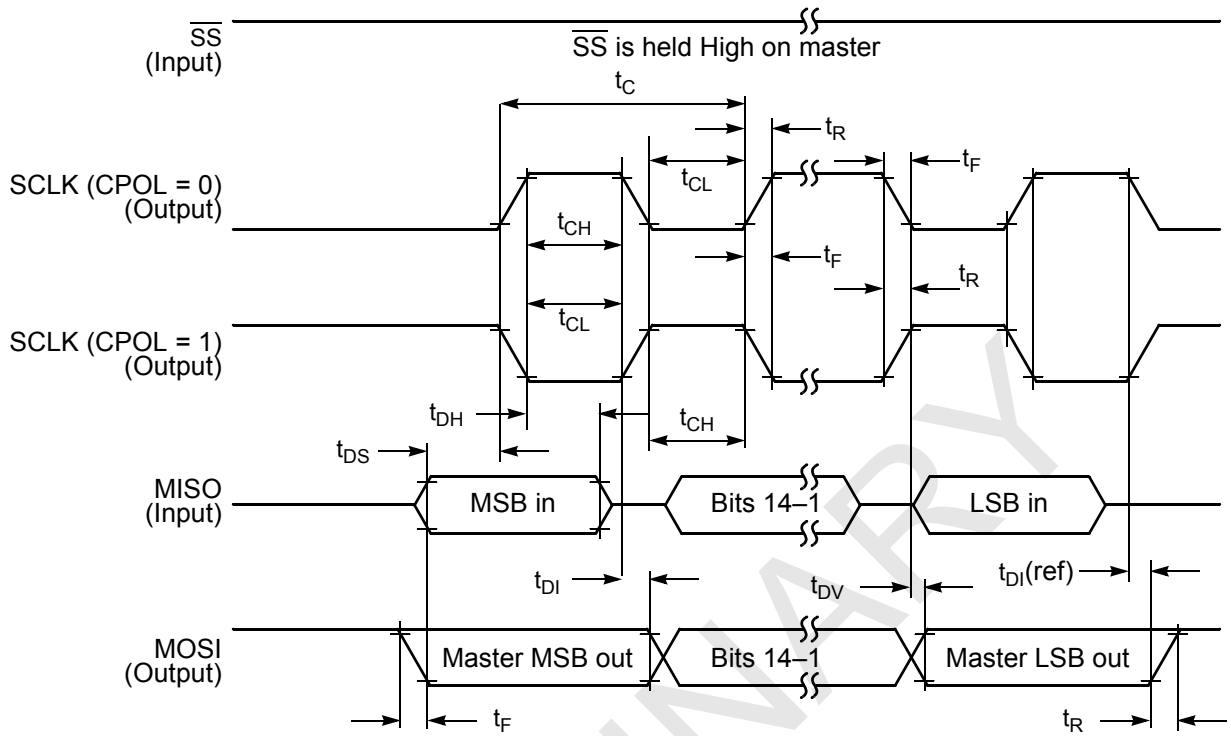 SS
(Input)
SS is held High on master
tC
tR
tF
tCL
SCLK (CPOL = 0)
(Output)
tCH
tF
tR
tCL
SCLK (CPOL = 1)
(Output)
tDH
tCH
tDS
MISO
(Input)
MSB in
Bits 14–1
LSB in
tDI
tDV
tDI(ref)
MOSI
(Output)
Master MSB out
Bits 14–1
Master LSB out
tF
tR